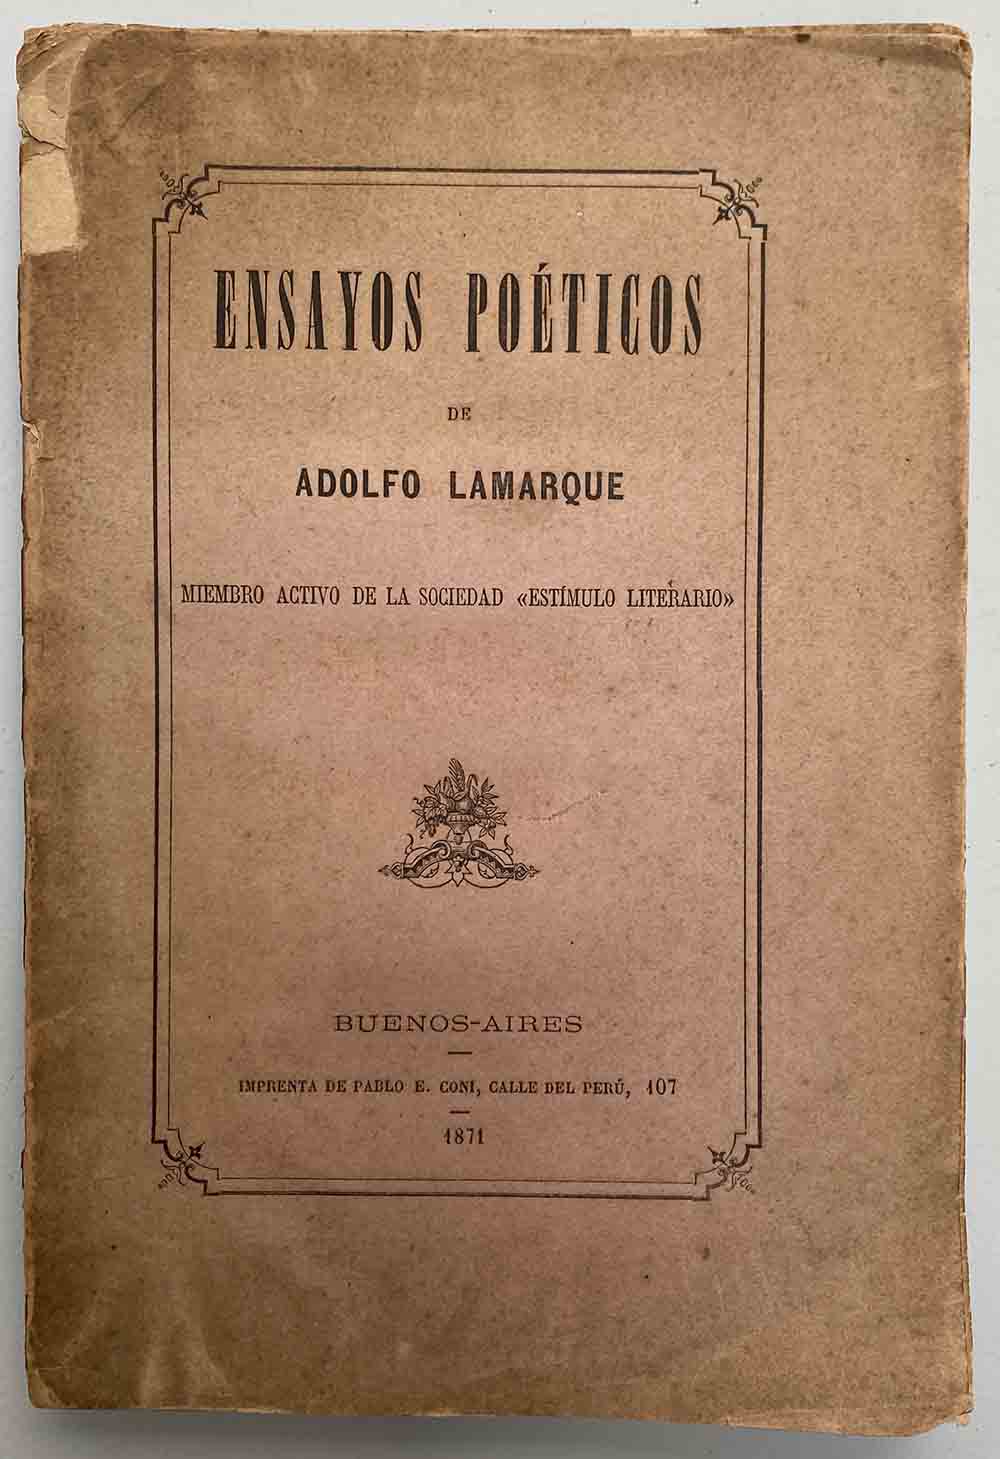 ENSAYOS POÉTICOS
DE
ADOLFO LAMARQUE
MIEMBRO ACTIVO DE LA SOCIEDAD «ESTÍMULO LITERARIO»
BUENOS-AIRES
IMPRENTA DE PABLO E. CONI, CALLE DEL PERÚ, 107
1871